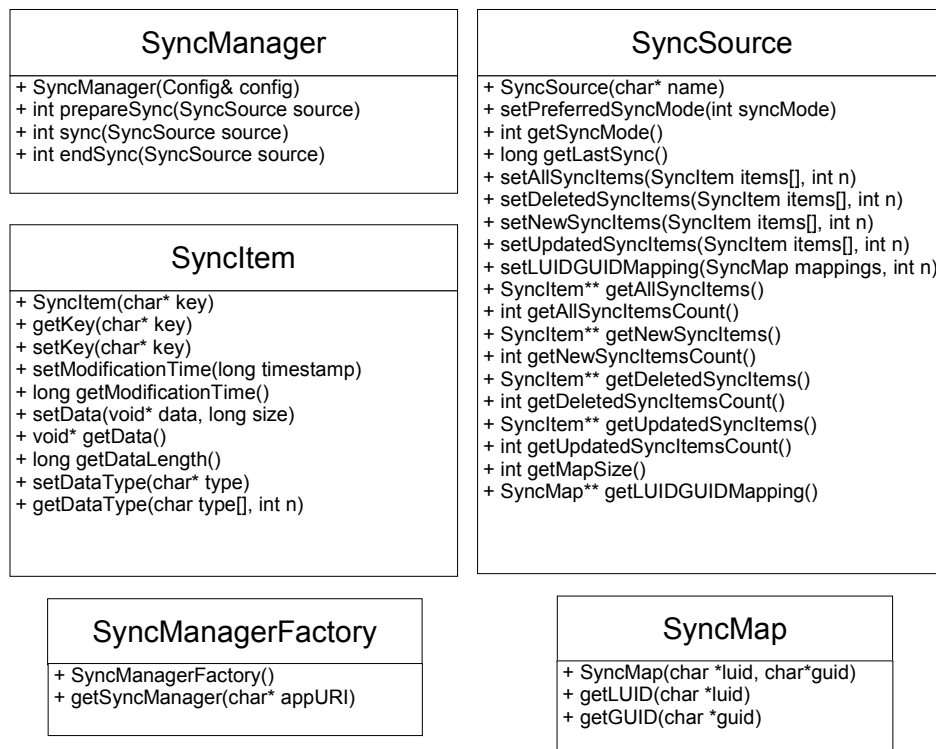 SyncManager
+ SyncManager(Config& config)
+ int prepareSync(SyncSource source)
+ int sync(SyncSource source)
+ int endSync(SyncSource source)
SyncItem
+ SyncItem(char* key)
+ getKey(char* key)
+ setKey(char* key)
+ setModificationTime(long timestamp)
+ long getModificationTime()
+ setData(void* data, long size)
+ void* getData()
+ long getDataLength()
+ setDataType(char* type)
+ getDataType(char type[], int n)
SyncManagerFactory
+ SyncManagerFactory()
+ getSyncManager(char* appURI)
SyncSource
+ SyncSource(char* name)
+ setPreferredSyncMode(int syncMode)
+ int getSyncMode()
+ long getLastSync()
+ setAllSyncItems(SyncItem items[], int n)
+ setDeletedSyncItems(SyncItem items[], int n)
+ setNewSyncItems(SyncItem items[], int n)
+ setUpdatedSyncItems(SyncItem items[], int n)
+ setLUIDGUIDMapping(SyncMap mappings, int n)
+ SyncItem** getAllSyncItems()
+ int getAllSyncItemsCount()
+ SyncItem** getNewSyncItems()
+ int getNewSyncItemsCount()
+ SyncItem** getDeletedSyncItems()
+ int getDeletedSyncItemsCount()
+ SyncItem** getUpdatedSyncItems()
+ int getUpdatedSyncItemsCount()
+ int getMapSize()
+ SyncMap** getLUIDGUIDMapping()
SyncMap
+ SyncMap(char *luid, char*guid)
+ getLUID(char *luid)
+ getGUID(char *guid)